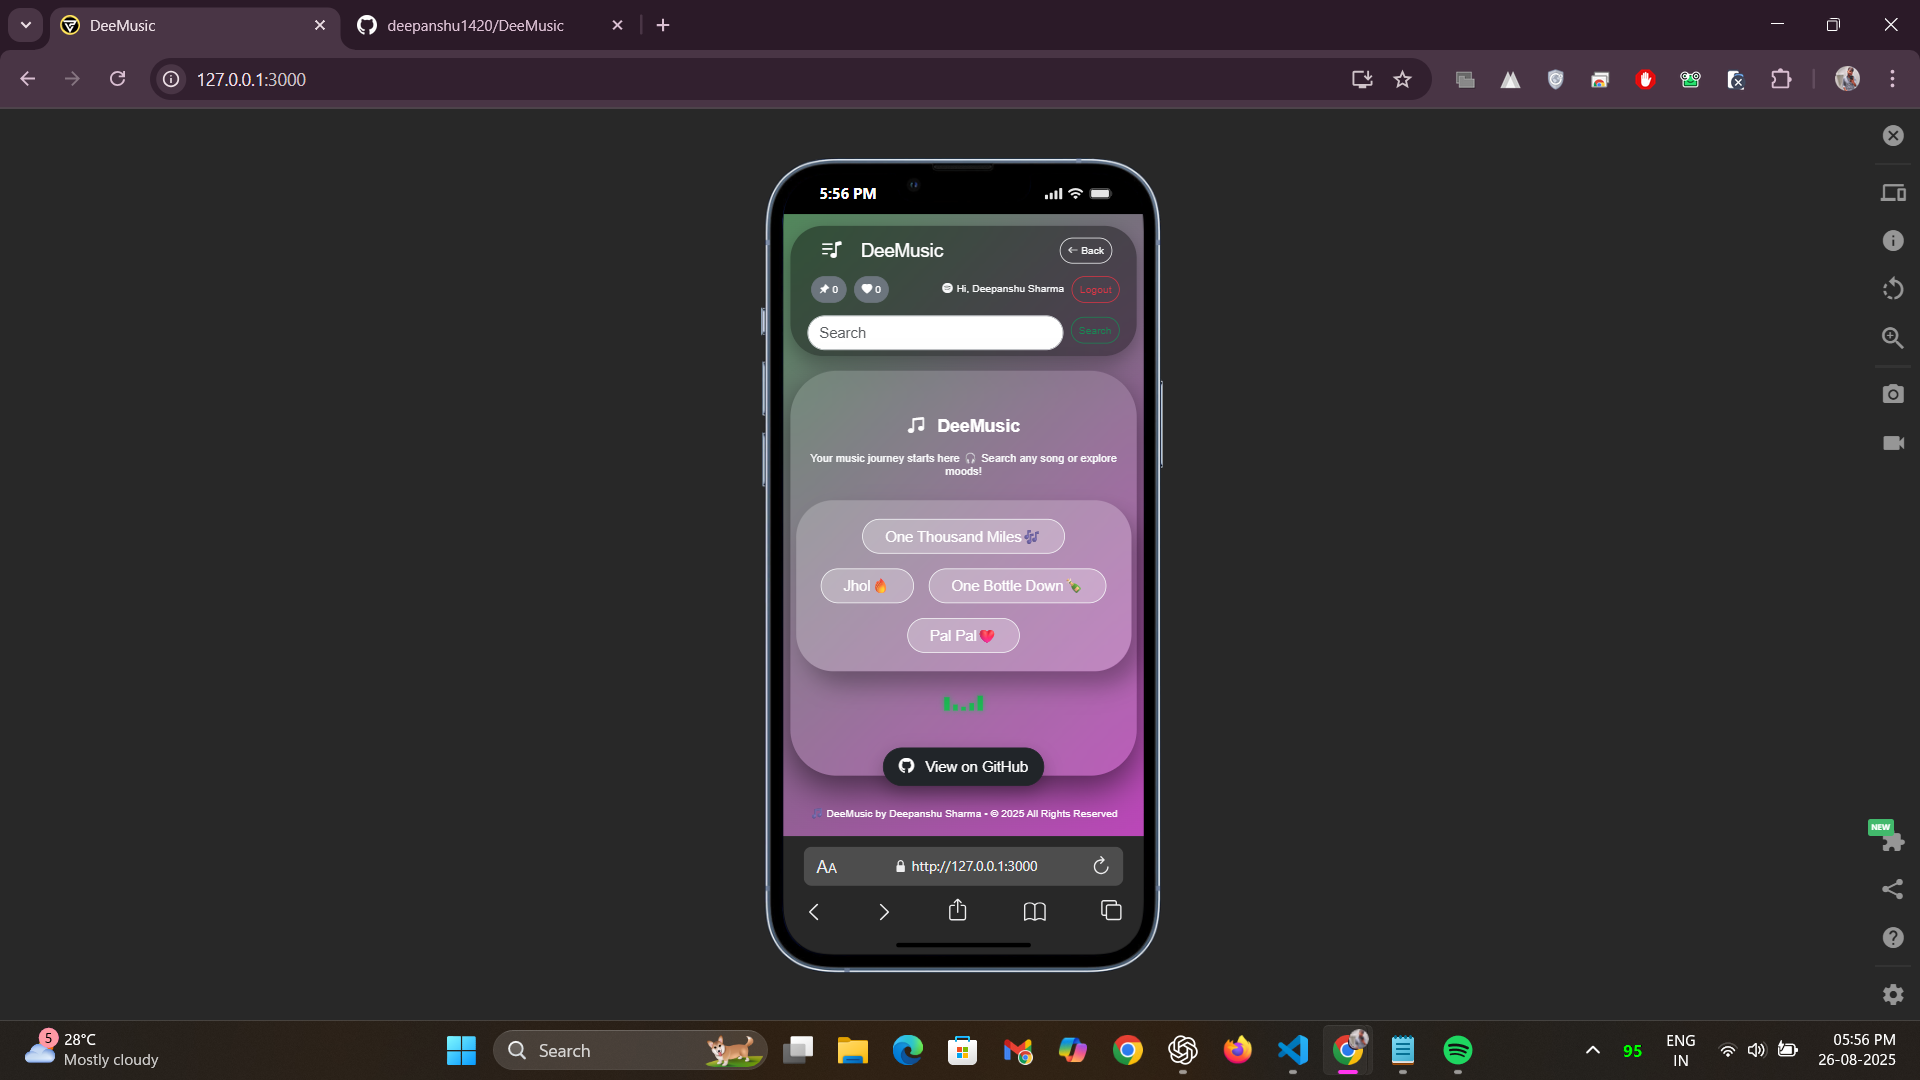 DeeMusic
deepanshu1420/DeeMusic
127.0.0.1:3000
5:56 PM
DeeMusic
← Back
0
0
Hi, Deepanshu Sharma
Logout
Search
Search
DeeMusic
Your music journey starts here 🎧 Search any song or explore
moods!
One Thousand Miles🎶
Jhol🔥
One Bottle Down🍾
Pal Pal❤️
View on GitHub
🎵 DeeMusic by Deepanshu Sharma - © 2025 All Rights Reserved
AA
http://127.0.0.1:3000
NEW
5
28°C
Mostly cloudy
Search
95
ENG
IN
05:56 PM
26-08-2025